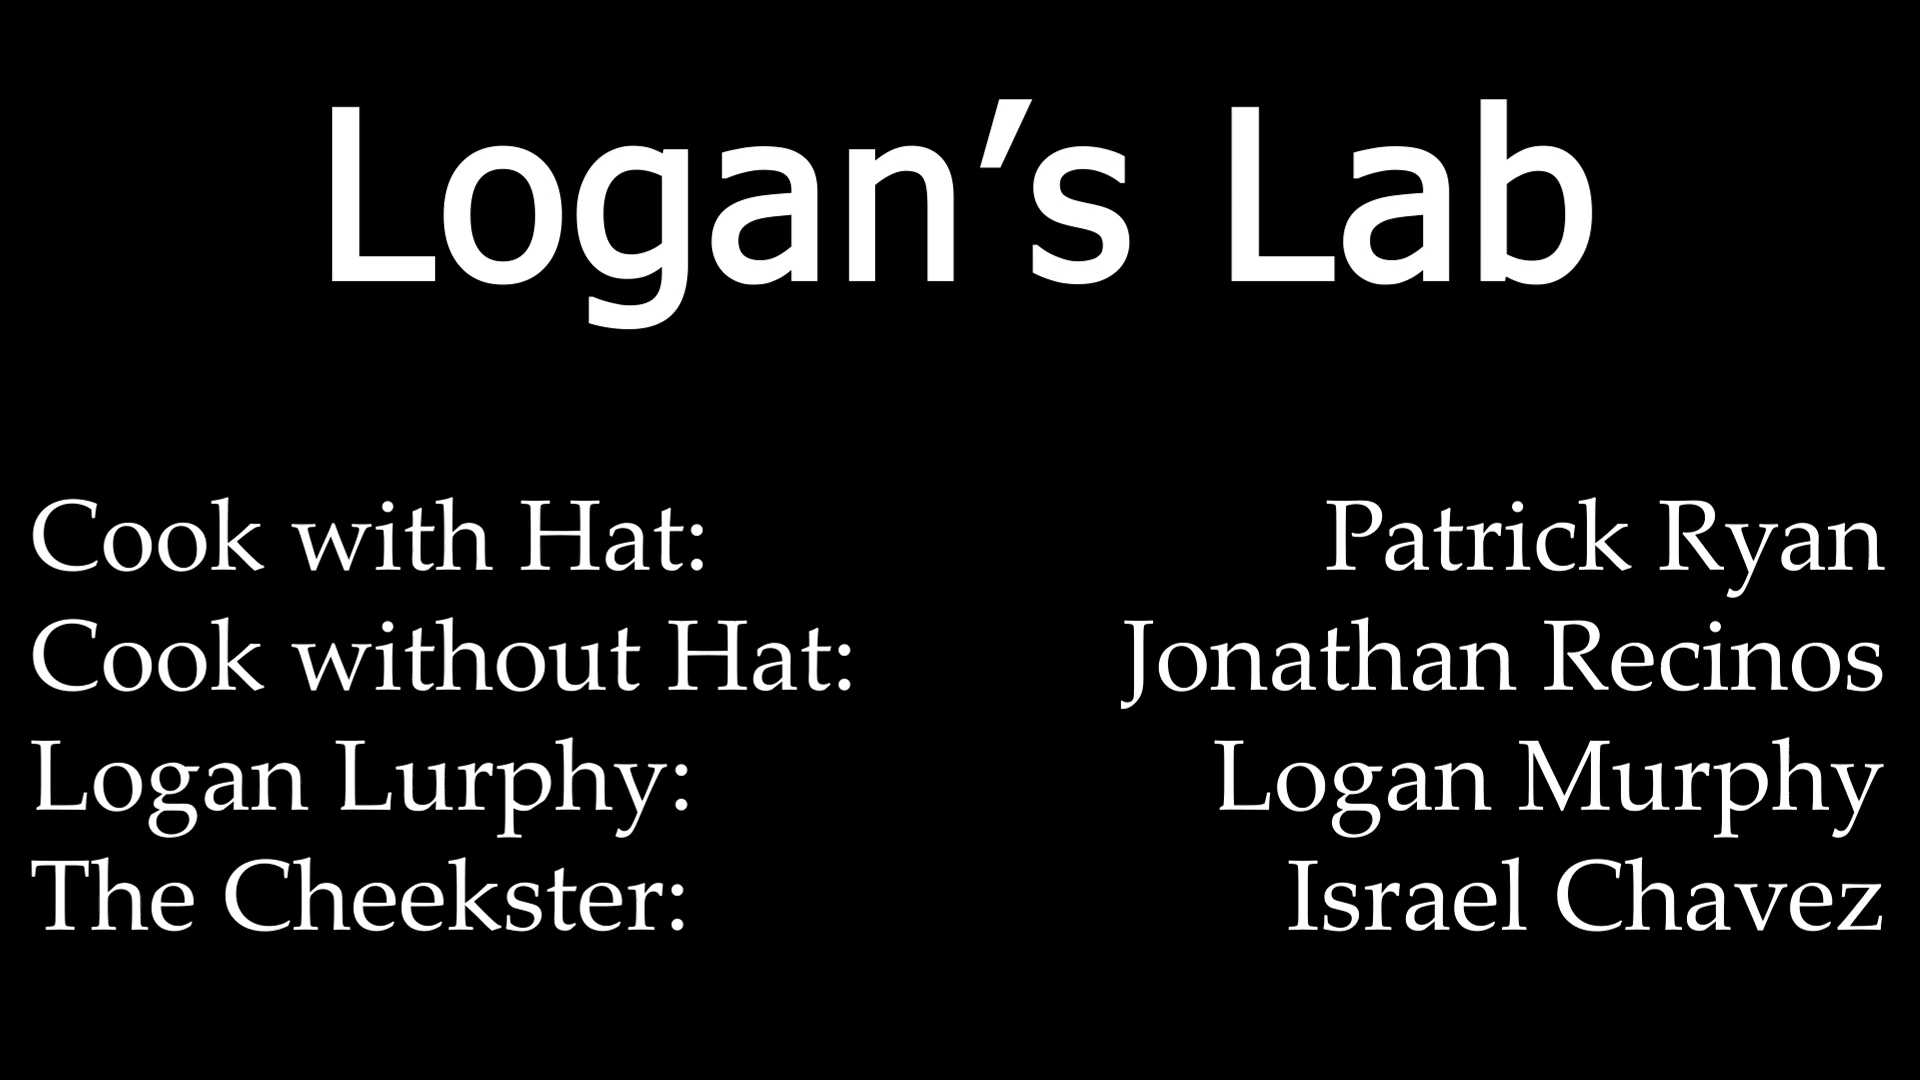 Logan’s Lab
Cook with Hat: Patrick Ryan
Cook without Hat: Jonathan Recinos
Logan Lurphy: Logan Murphy
The Cheekster: Israel Chavez